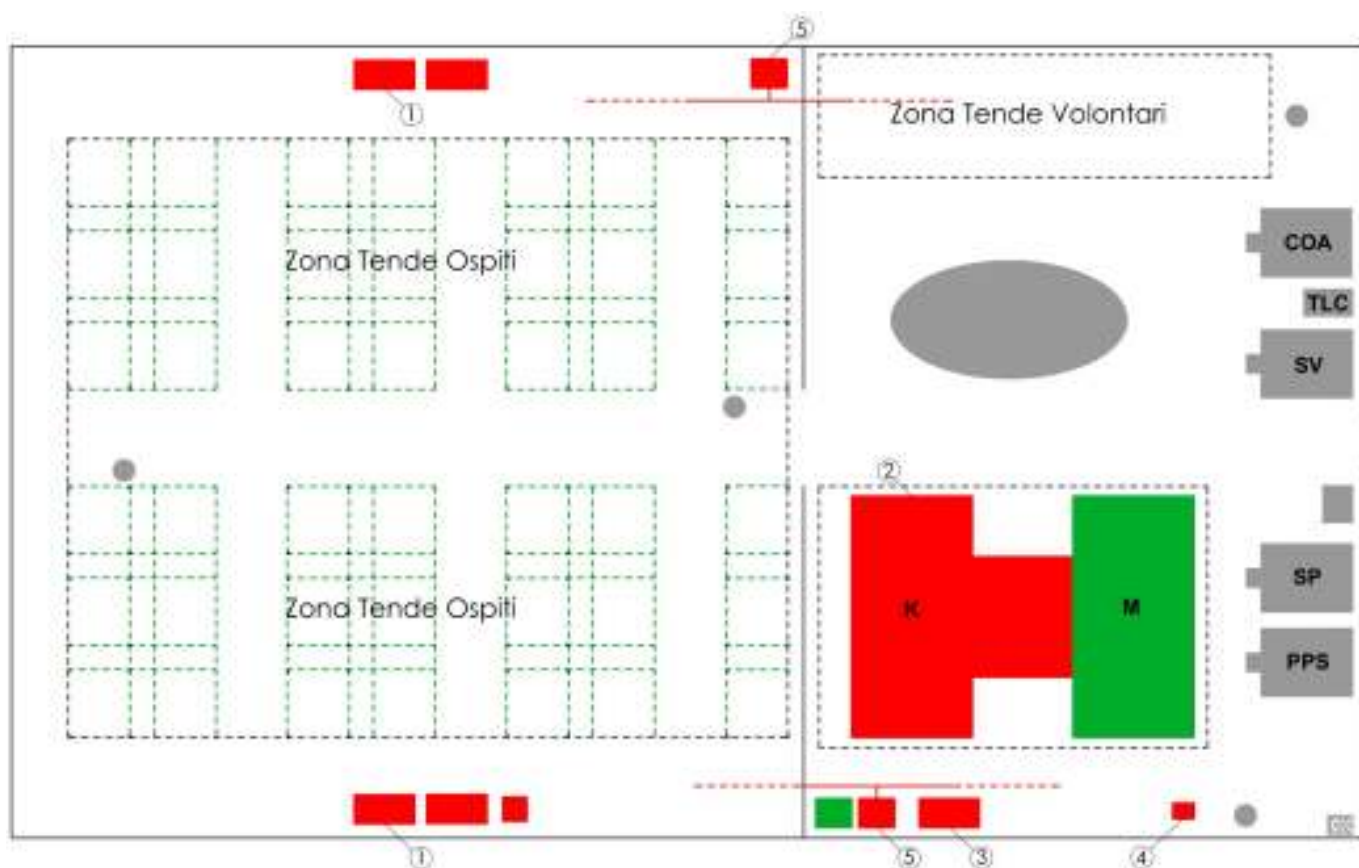 ⑤
①
Zona Tende Volontari
COA
Zona Tende Ospiti
TLC
SV
②
SP
Zona Tende Ospiti
K
M
PPS
①
⑤
③
④